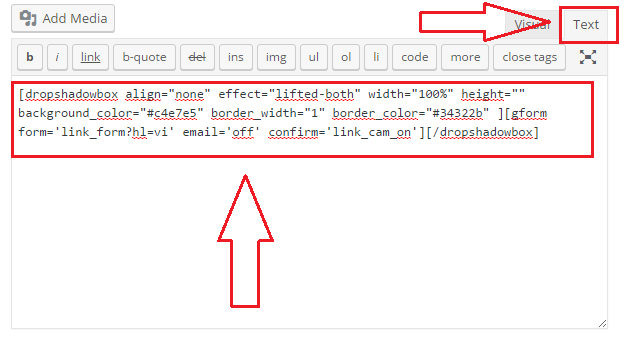 Add Media
Visual Text
b i link b-quote del ins img ul ol li code more close tags
[dropshadowbox align="none" effect="lifted-both" width="100%" height=""
background_color="#c4e7e5" border_width="1" border_color="#34322b" ][gform
form='link_form?hl=vi' email='off' confirm='link_cam_on'][/dropshadowbox]